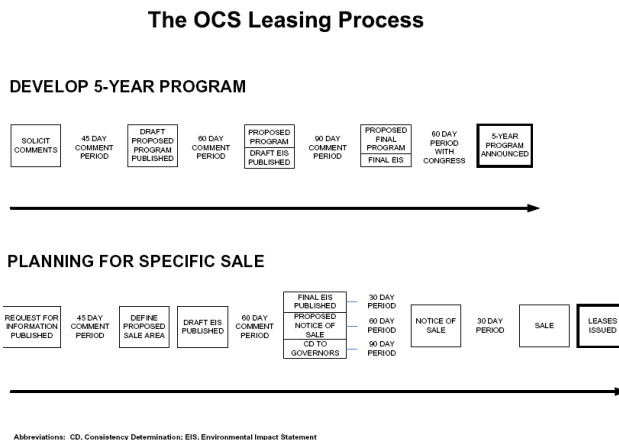 The OCS Leasing Process
DEVELOP 5-YEAR PROGRAM
SOLICIT
COMMENTS
45 DAY
COMMENT
PERIOD
DRAFT
PROPOSED
PROGRAM
PUBLISHED
60 DAY
COMMENT
PERIOD
PROPOSED
PROGRAM
DRAFT EIS
PUBLISHED
90 DAY
COMMENT
PERIOD
PROPOSED
FINAL
PROGRAM
FINAL EIS
60 DAY
PERIOD
WITH
CONGRESS
5-YEAR
PROGRAM
ANNOUNCED
PLANNING FOR SPECIFIC SALE
REQUEST FOR
INFORMATION
PUBLISHED
45 DAY
COMMENT
PERIOD
DEFINE
PROPOSED
SALE AREA
DRAFT EIS
PUBLISHED
60 DAY
COMMENT
PERIOD
FINAL EIS
PUBLISHED
30 DAY
PERIOD
PROPOSED
NOTICE OF
SALE
60 DAY
PERIOD
CD TO
GOVERNORS
90 DAY
PERIOD
NOTICE OF
SALE
30 DAY
PERIOD
SALE
LEASES
ISSUED
Abbreviations: CD, Consistency Determination; EIS, Environmental Impact Statement